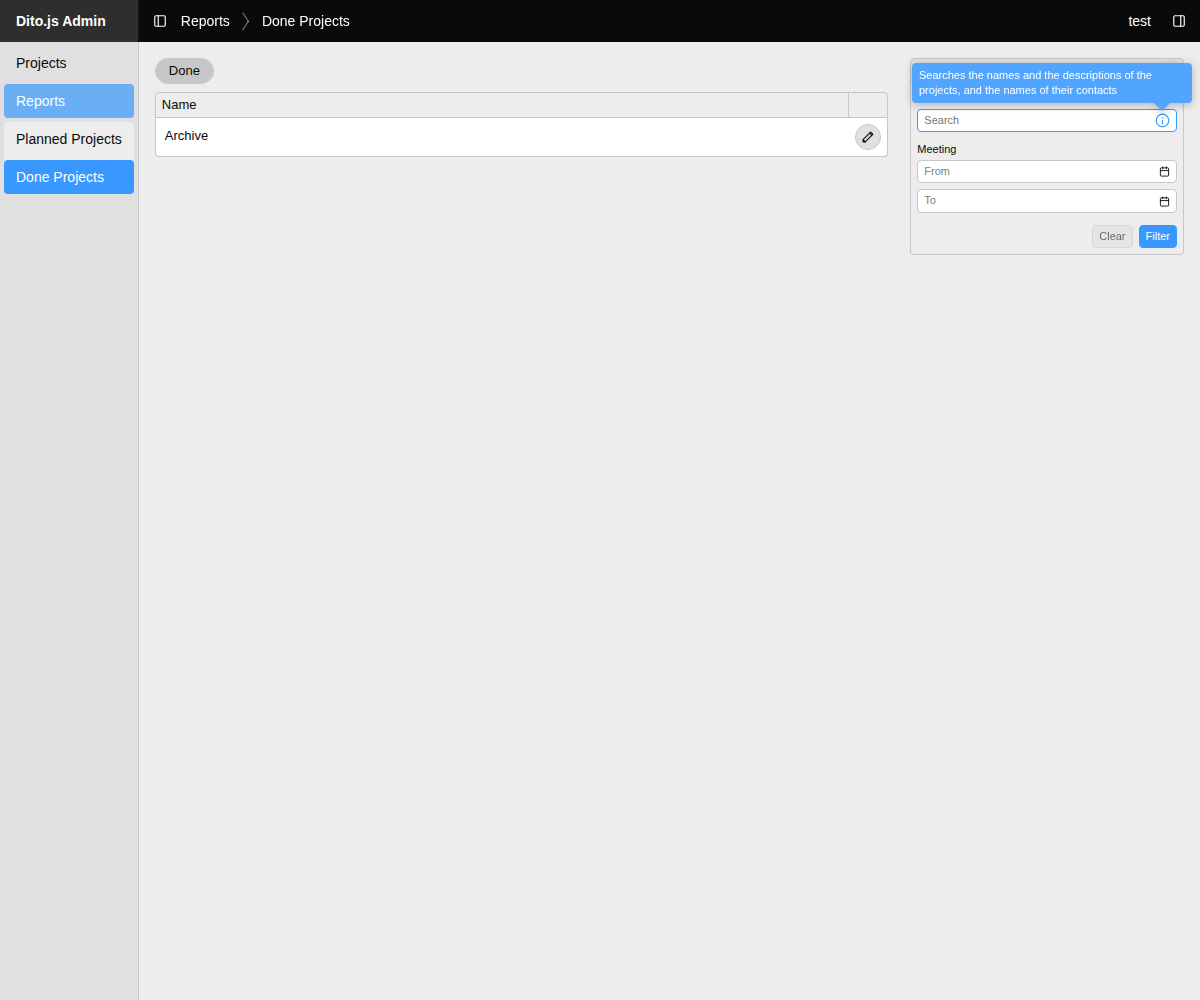 Dito.js Admin
Reports
Done Projects
test
Projects
Reports
Planned Projects
Done Projects
Done
Name
Archive
Searches the names and the descriptions of the
projects, and the names of their contacts
Search
Meeting
From
To
Clear
Filter